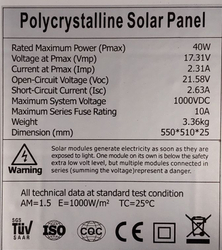 Polycrystalline Solar Panel
Rated Maximum Power (Pmax) 40W
Voltage at Pmax (Vmp) 17.31V
Current at Pmax (Imp) 2.31A
Open-Circuit Voltage (Voc) 21.58V
Short-Circuit Current (Isc) 2.63A
Maximum System Voltage 1000VDC
Maximum Series Fuse Rating 10A
Weight 3.36kg
Dimension (mm) 550*510*25
Warning
Solar modules generate electricity as soon as they are
exposed to light. One module on its own is below the safety
extra low voltage level, but multiple modules connected in
series (summing the voltage) represent a danger.
All technical data at standard test condition
AM=1.5 E=1000W/m² TC=25°C
SGS
TÜV
SAAR
ISO
CQC
CE